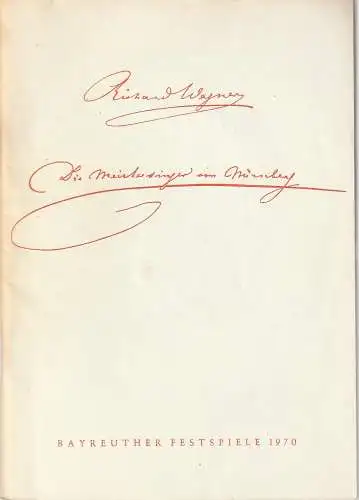 Richard Wagner
Die Meistersinger von Nürnberg
BAYREUTHER FESTSPIELE 1970